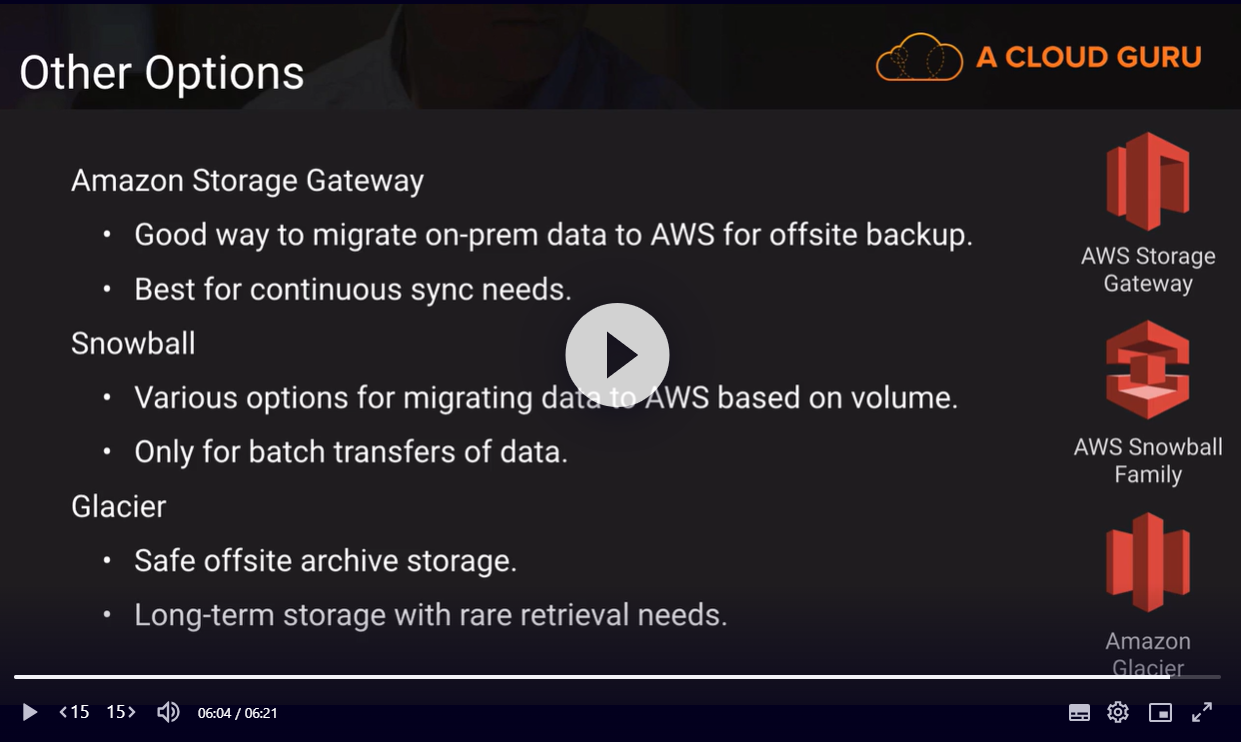 Other Options
A CLOUD GURU
Amazon Storage Gateway
• Good way to migrate on-prem data to AWS for offsite backup.
• Best for continuous sync needs.
Snowball
• Various options for migrating data to AWS based on volume.
• Only for batch transfers of data.
Glacier
• Safe offsite archive storage.
• Long-term storage with rare retrieval needs.
AWS Storage
Gateway
AWS Snowball
Family
Amazon
Glacier
<15 15> 06:04 / 06:21